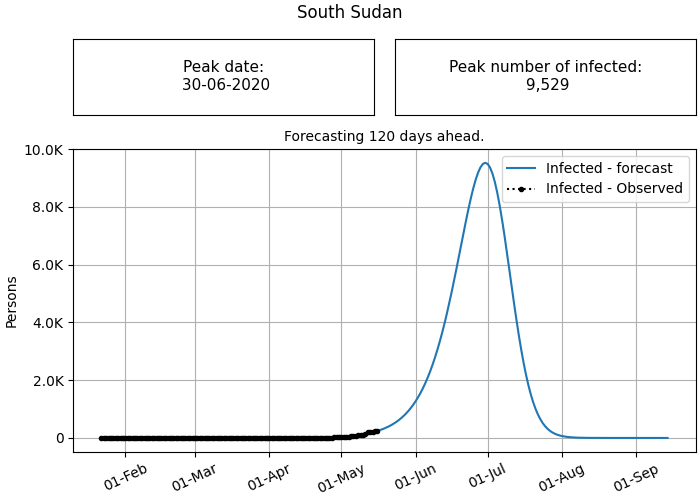 South Sudan
Peak date:
30-06-2020
Peak number of infected:
9,529
Forecasting 120 days ahead.
10.0K
8.0K
6.0K
4.0K
2.0K
0
Persons
Infected - forecast
Infected - Observed
01-Feb
01-Mar
01-Apr
01-May
01-Jun
01-Jul
01-Aug
01-Sep